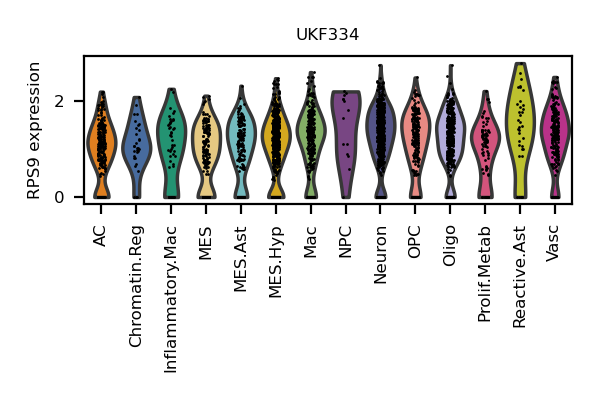 UKF334
RPS9 expression
2
0
AC
Chromatin.Reg
Inflammatory.Mac
MES
MES.Ast
MES.Hyp
Mac
NPC
Neuron
OPC
Oligo
Prolif.Metab
Reactive.Ast
Vasc